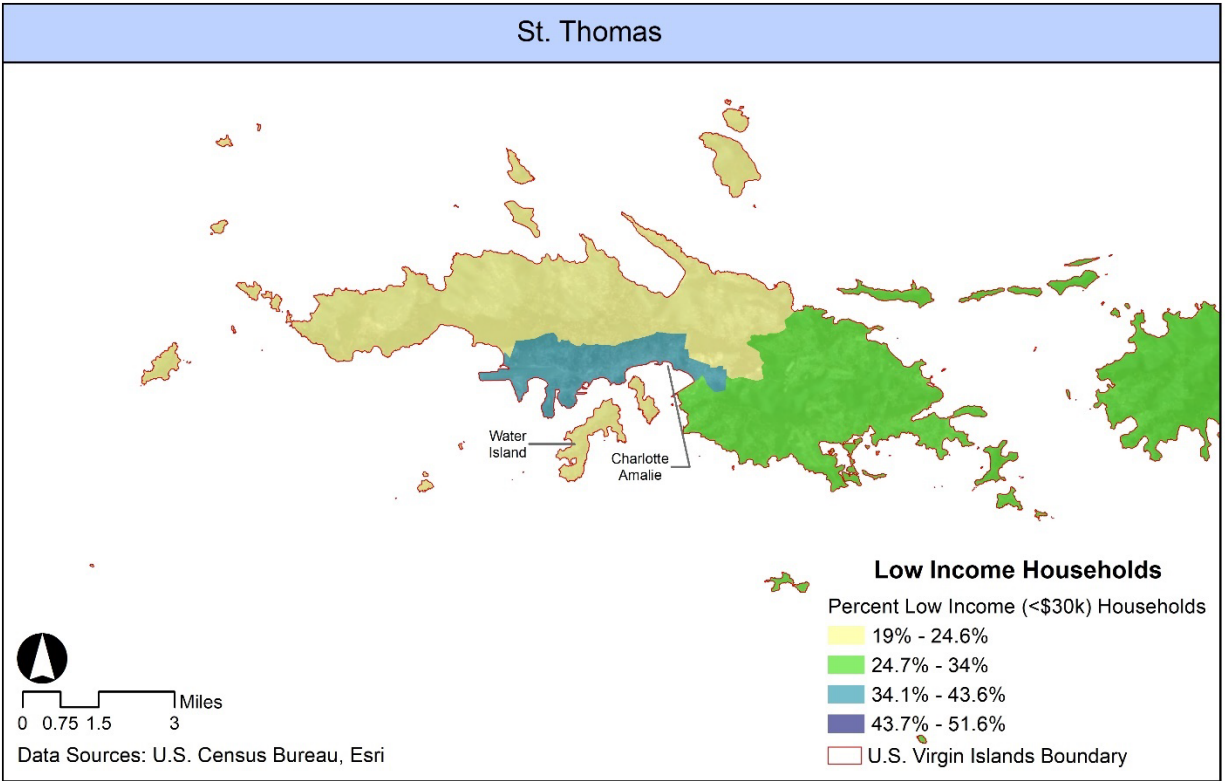 St. Thomas
Water
Island
Charlotte
Amalie
Low Income Households
Percent Low Income (<$30k) Households
19% - 24.6%
24.7% - 34%
34.1% - 43.6%
43.7% - 51.6%
U.S. Virgin Islands Boundary
Miles
0 0.75 1.5 3
Data Sources: U.S. Census Bureau, Esri